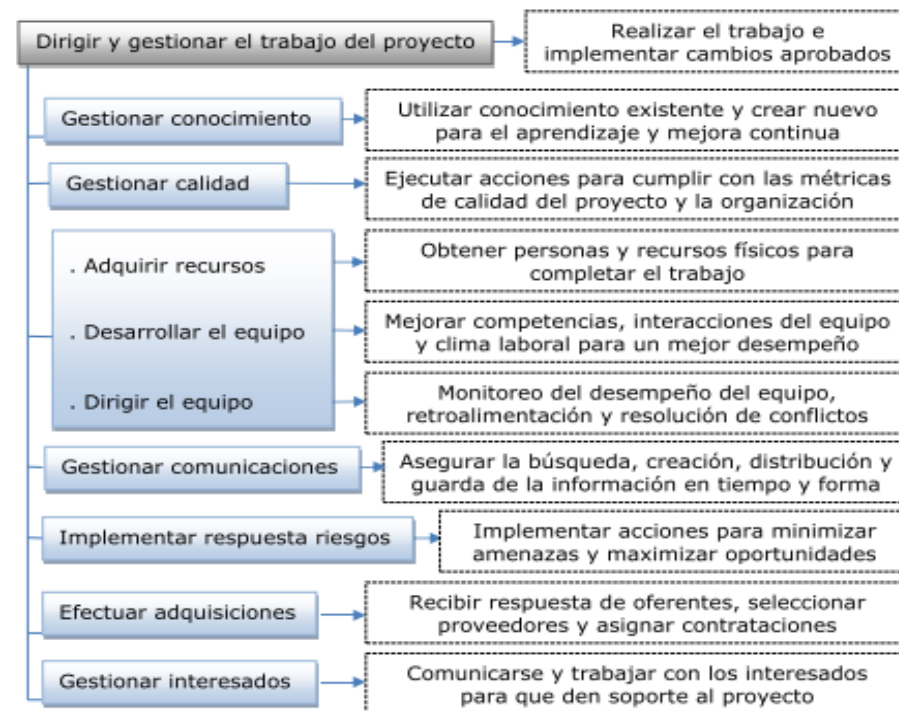 Dirigir y gestionar el trabajo del proyecto
Realizar el trabajo e
implementar cambios aprobados
Gestionar conocimiento
Utilizar conocimiento existente y crear nuevo
para el aprendizaje y mejora continua
Gestionar calidad
Ejecutar acciones para cumplir con las métricas
de calidad del proyecto y la organización
. Adquirir recursos
Obtener personas y recursos físicos para
completar el trabajo
. Desarrollar el equipo
Mejorar competencias, interacciones del equipo
y clima laboral para un mejor desempeño
. Dirigir el equipo
Monitoreo del desempeño del equipo,
retroalimentación y resolución de conflictos
Gestionar comunicaciones
Asegurar la búsqueda, creación, distribución y
guarda de la información en tiempo y forma
Implementar respuesta riesgos
Implementar acciones para minimizar
amenazas y maximizar oportunidades
Efectuar adquisiciones
Recibir respuesta de oferentes, seleccionar
proveedores y asignar contrataciones
Gestionar interesados
Comunicarse y trabajar con los interesados
para que den soporte al proyecto